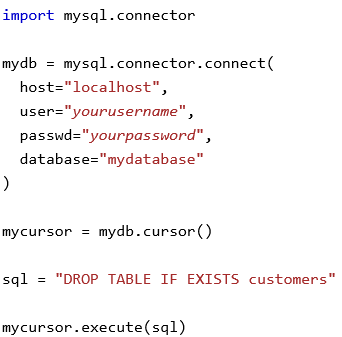 import mysql.connector
mydb = mysql.connector.connect(
  host="localhost",
  user="yourusername",
  passwd="yourpassword",
  database="mydatabase"
)
mycursor = mydb.cursor()
sql = "DROP TABLE IF EXISTS customers"
mycursor.execute(sql)